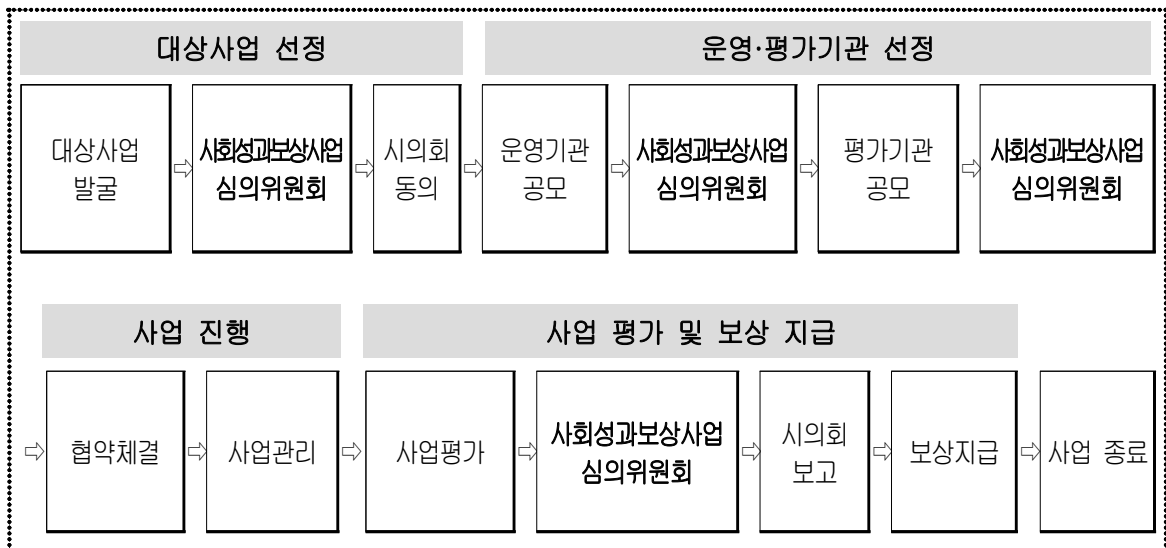 대상사업 선정
운영·평가기관 선정
대상사업
발굴
⇨
사회성과보상사업
심의위원회
⇨
시의회
동의
⇨
운영기관
공모
⇨
사회성과보상사업
심의위원회
⇨
평가기관
공모
⇨
사회성과보상사업
심의위원회
사업 진행
사업 평가 및 보상 지급
⇨
협약체결
⇨
사업관리
⇨
사업평가
⇨
사회성과보상사업
심의위원회
⇨
시의회
보고
⇨
보상지급
⇨
사업 종료